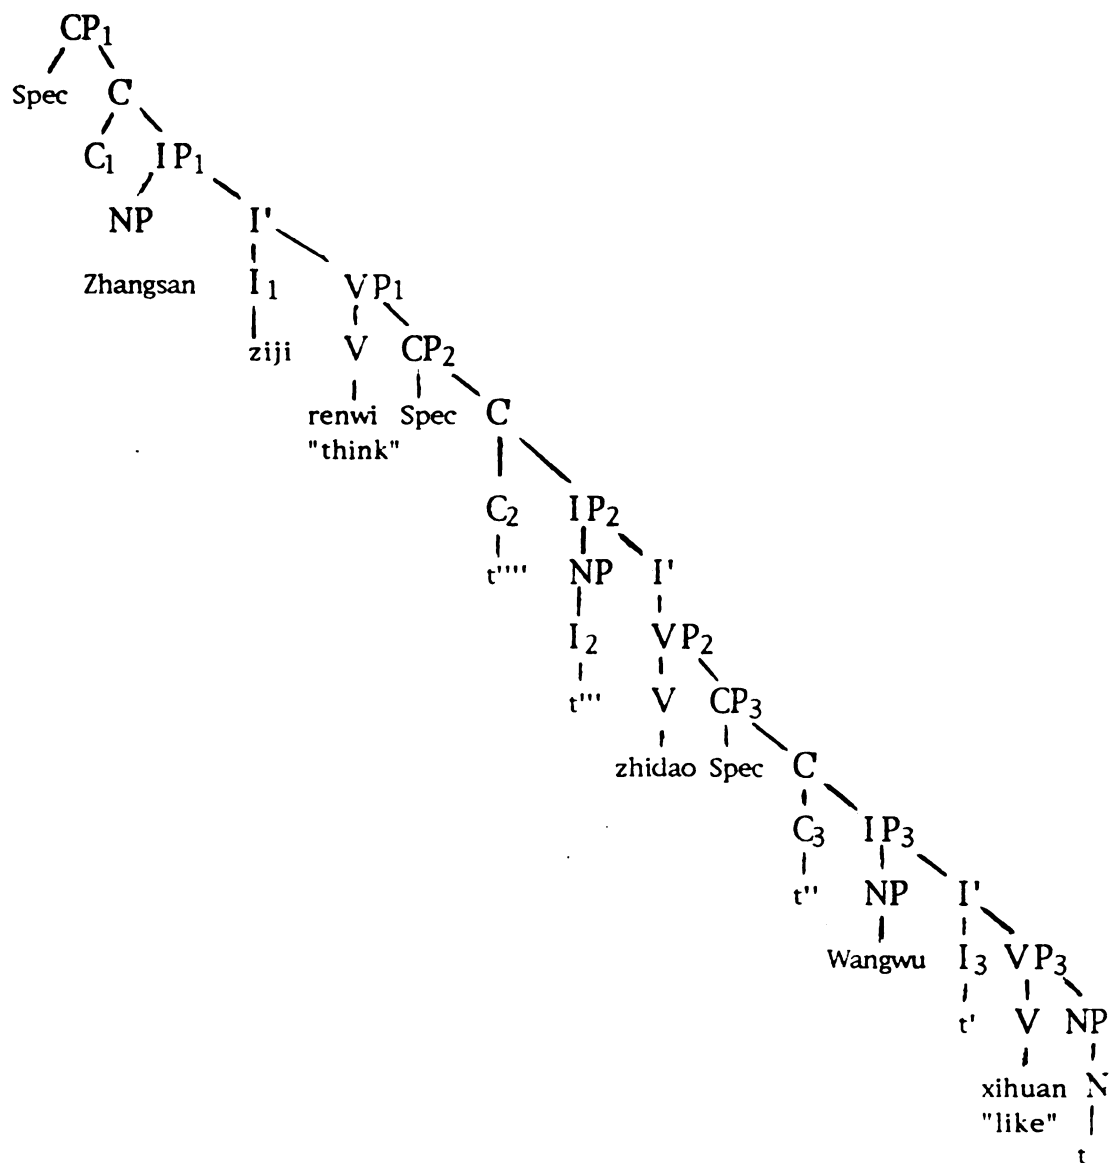 CP1
Spec C
C1 IP1
NP I'
Zhangsan I1 VP1
ziji V CP2
renwi Spec C
"think"
C2 IP2
t'''' NP I'
I2 VP2
t''' V CP3
zhidao Spec C
C3 IP3
t'' NP I'
Wangwu I3 VP3
t' V NP
xihuan N
"like"
t